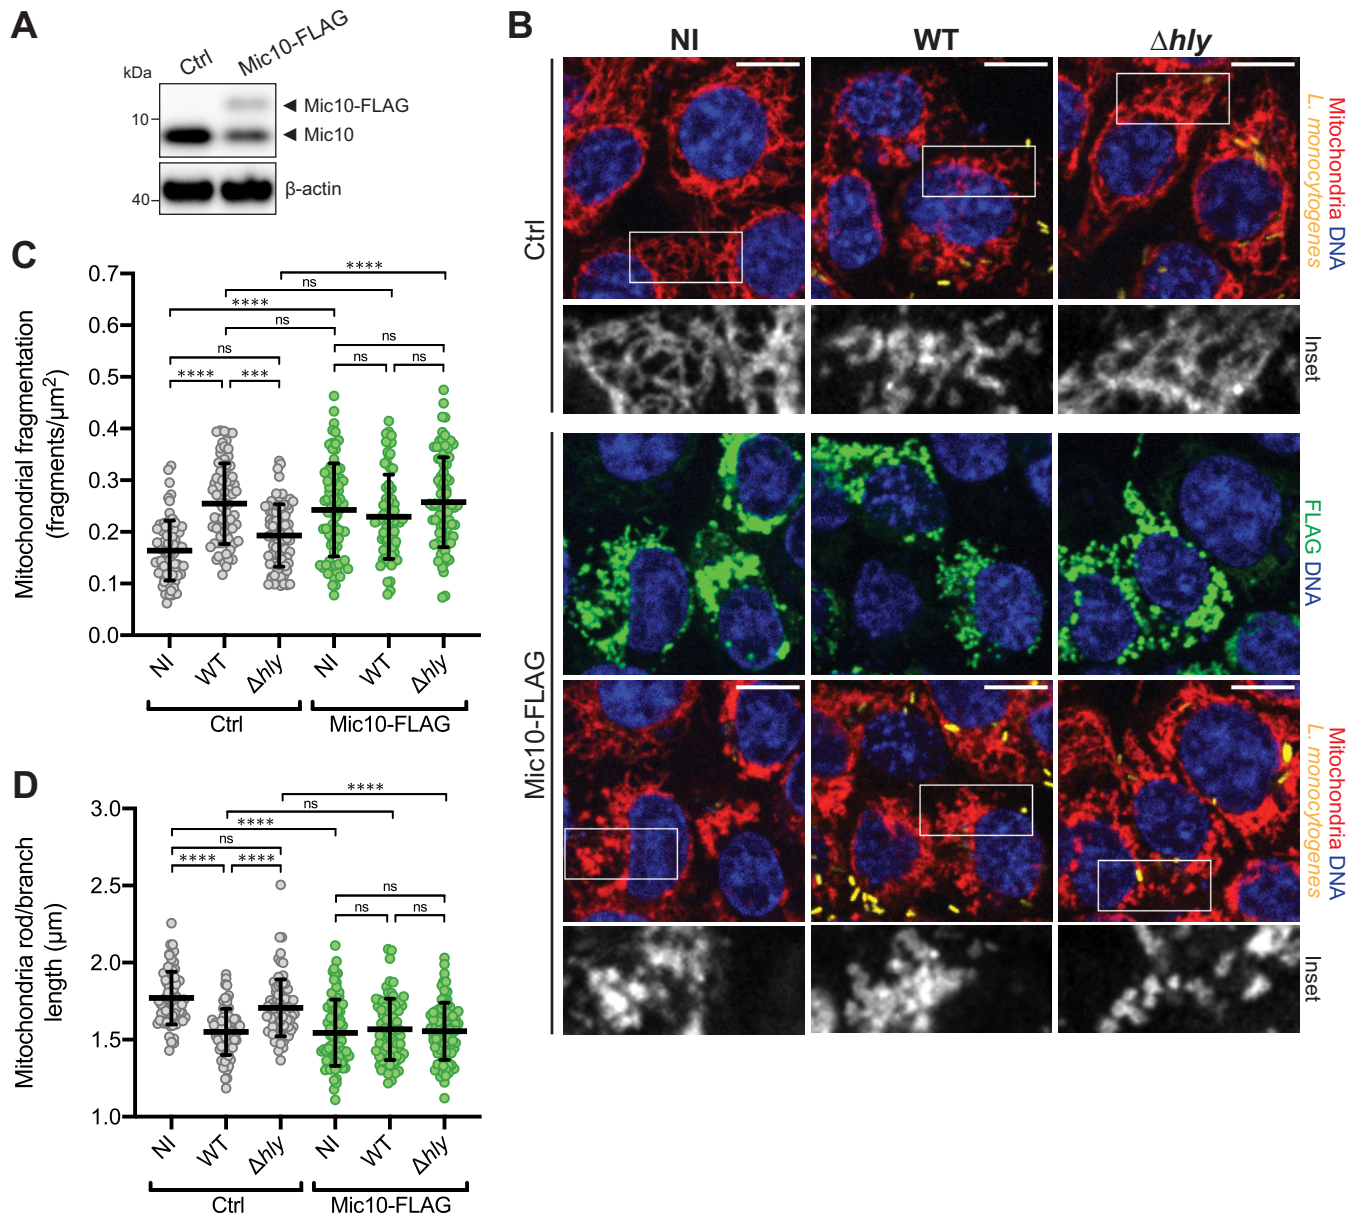 A
Ctrl
Mic10-FLAG
kDa
10
Mic10-FLAG
Mic10
40
β-actin
B
NI
WT
Δhly
Ctrl
Mitochondria DNA
L. monocytogenes
Inset
Mic10-FLAG
FLAG DNA
Mitochondria DNA
L. monocytogenes
Inset
C
Mitochondrial fragmentation
(fragments/µm²)
0.7
0.6
0.5
0.4
0.3
0.2
0.1
0.0
****
ns
****
ns
ns
ns
**** *** ns ns
NI WT Δhly NI WT Δhly
Ctrl Mic10-FLAG
D
Mitochondria rod/branch
length (µm)
3.0
2.5
2.0
1.5
1.0
****
ns
****
ns
**** ****
ns
ns ns
NI WT Δhly NI WT Δhly
Ctrl Mic10-FLAG